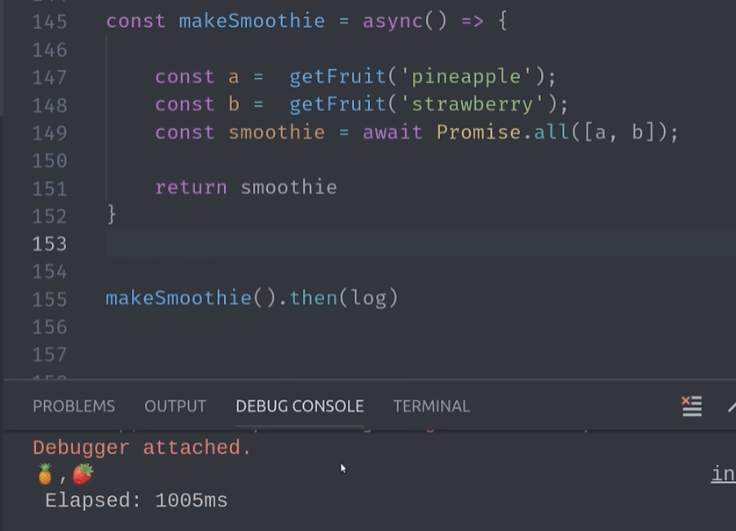 145 const makeSmoothie = async() => {
146
147 const a =  getFruit('pineapple');
148 const b =  getFruit('strawberry');
149 const smoothie = await Promise.all([a, b]);
150
151 return smoothie
152 }
153
154
155 makeSmoothie().then(log)
156
157
PROBLEMS OUTPUT DEBUG CONSOLE TERMINAL
Debugger attached.
🍍,🍓 in
Elapsed: 1005ms